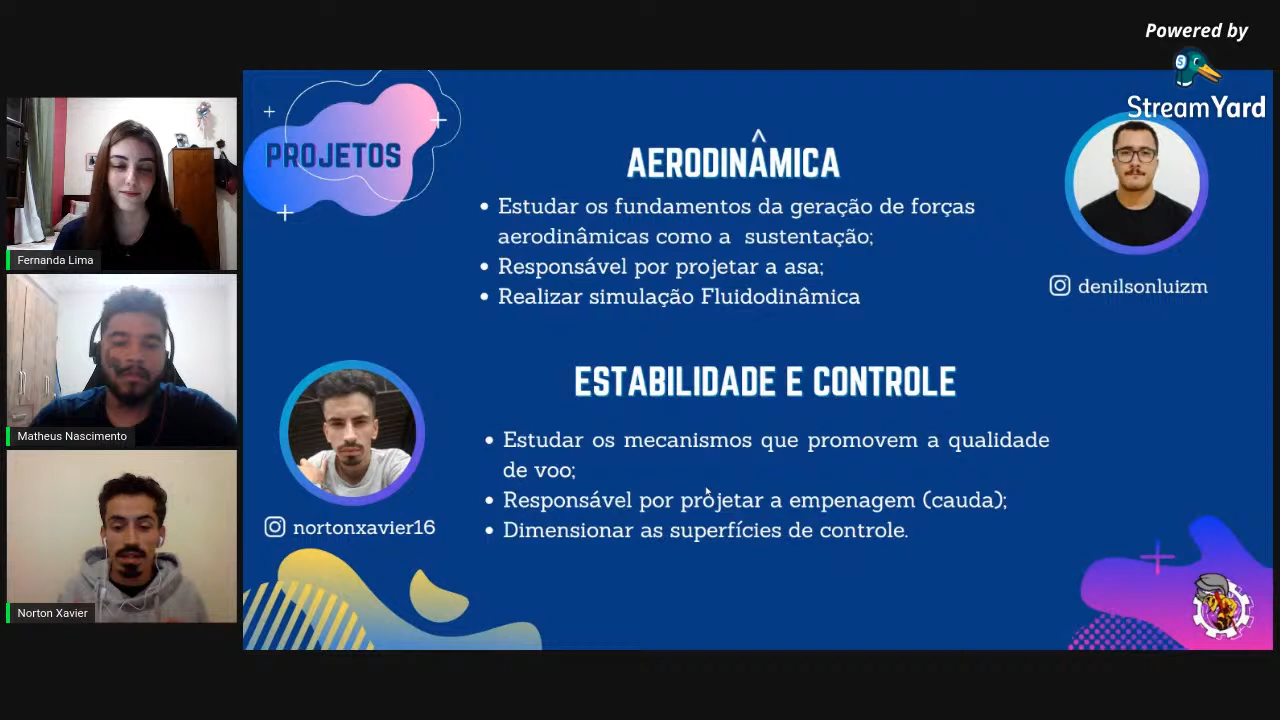 Powered by
StreamYard
PROJETOS
AERODINÂMICA
• Estudar os fundamentos da geração de forças
aerodinâmicas como a sustentação;
• Responsável por projetar a asa;
• Realizar simulação Fluidodinâmica
denilsonluizm
ESTABILIDADE E CONTROLE
• Estudar os mecanismos que promovem a qualidade
de voo;
• Responsável por projetar a empenagem (cauda);
• Dimensionar as superfícies de controle.
nortonxavier16
Fernanda Lima
Matheus Nascimento
Norton Xavier